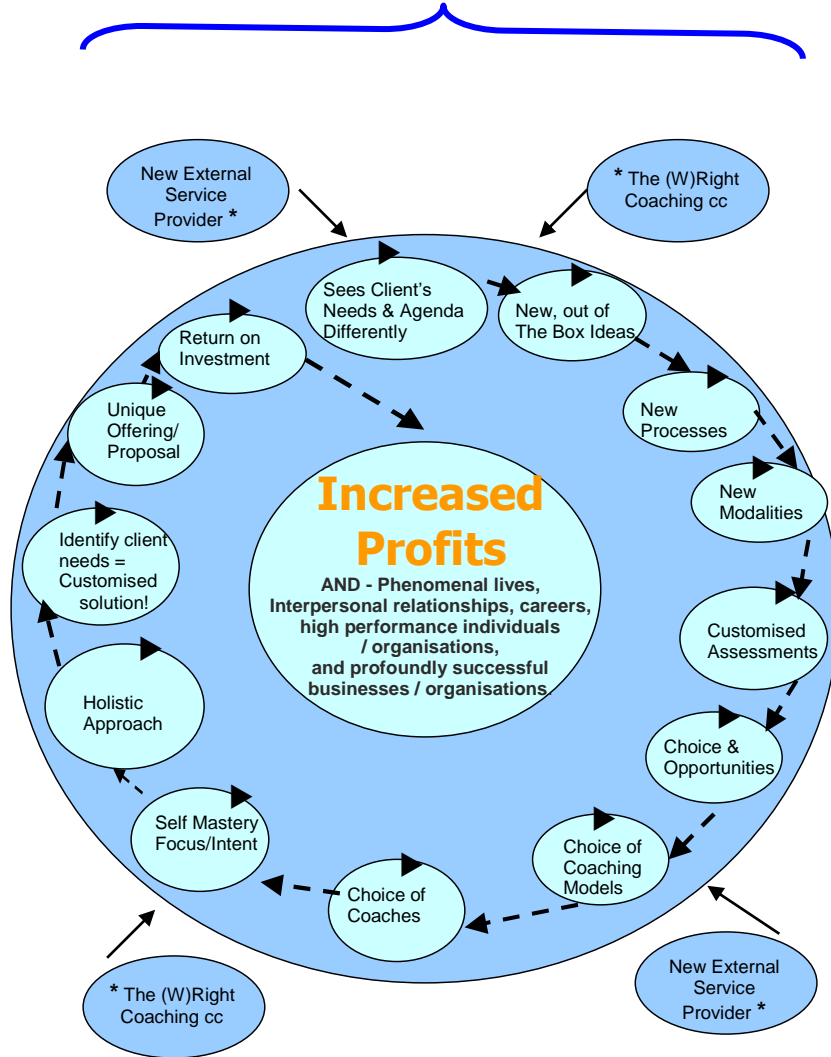 New External
Service
Provider *
* The (W)Right
Coaching cc
Sees Client's
Needs & Agenda
Differently
New, out of
The Box Ideas
New
Processes
New
Modalities
Customised
Assessments
Choice &
Opportunities
Choice of
Coaching
Models
Choice of
Coaches
Self Mastery
Focus/Intent
Holistic
Approach
Identify client
needs =
Customised
solution!
Unique
Offering/
Proposal
Return on
Investment
Increased
Profits
AND - Phenomenal lives,
Interpersonal relationships, careers,
high performance individuals
/ organisations,
and profoundly successful
businesses / organisations.
* The (W)Right
Coaching cc
New External
Service
Provider *